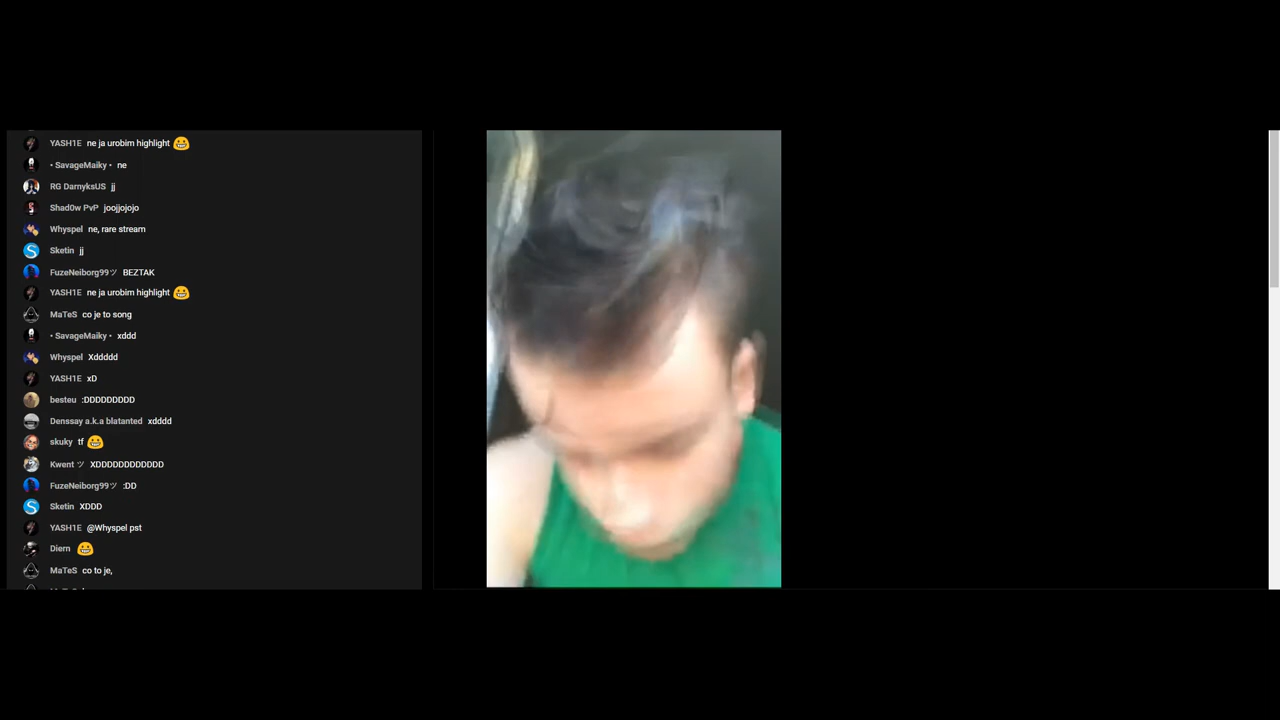 YASH1E ne ja urobim highlight 😀
• SavageMaiky • ne
RG DarnyksUS jj
Shad0w PvP joojjojojo
Whyspel ne, rare stream
Sketin jj
FuzeNeiborg99ツ BEZTAK
YASH1E ne ja urobim highlight 😀
MaTeS co je to song
• SavageMaiky • xddd
Whyspel Xddddd
YASH1E xD
besteu :DDDDDDDDD
Denssay a.k.a blatanted xdddd
skuky tf 😀
Kwent ツ XDDDDDDDDDDDD
FuzeNeiborg99ツ :DD
Sketin XDDD
YASH1E @Whyspel pst
Diern 😀
MaTeS co to je,